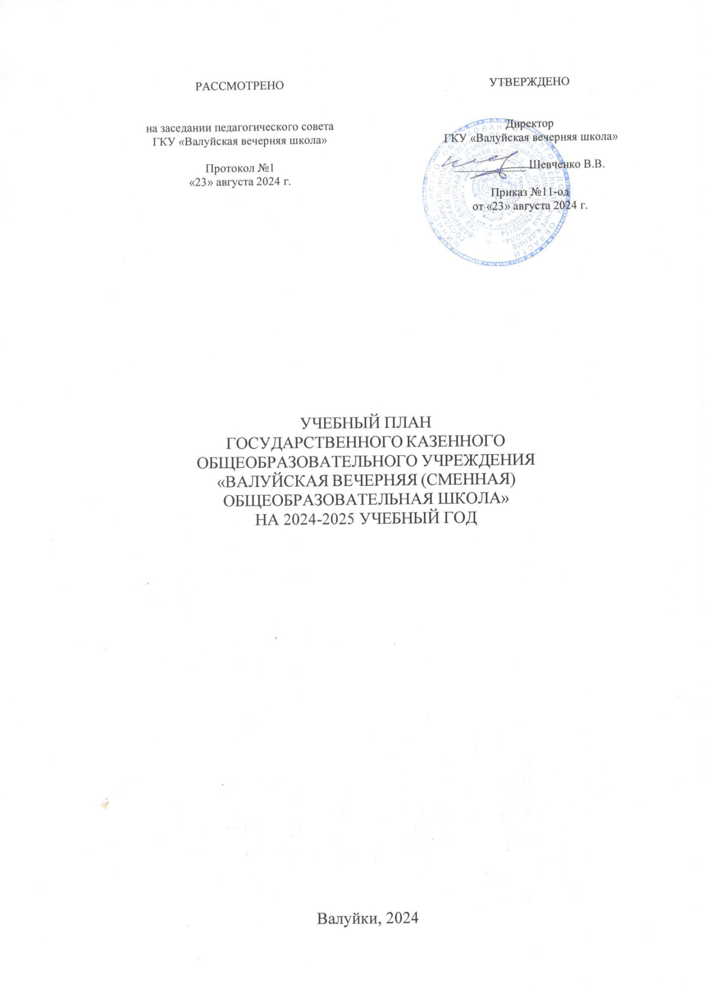 РАССМОТРЕНО
на заседании педагогического совета
ГКУ «Валуйская вечерняя школа»
Протокол №1
«23» августа 2024 г.
УТВЕРЖДЕНО
Директор
ГКУ «Валуйская вечерняя школа»
Шевченко В.В.
Приказ №11-од
от «23» августа 2024 г.
УЧЕБНЫЙ ПЛАН
ГОСУДАРСТВЕННОГО КАЗЕННОГО
ОБЩЕОБРАЗОВАТЕЛЬНОГО УЧРЕЖДЕНИЯ
«ВАЛУЙСКАЯ ВЕЧЕРНЯЯ (СМЕННАЯ)
ОБЩЕОБРАЗОВАТЕЛЬНАЯ ШКОЛА»
НА 2024-2025 УЧЕБНЫЙ ГОД
Валуйки, 2024